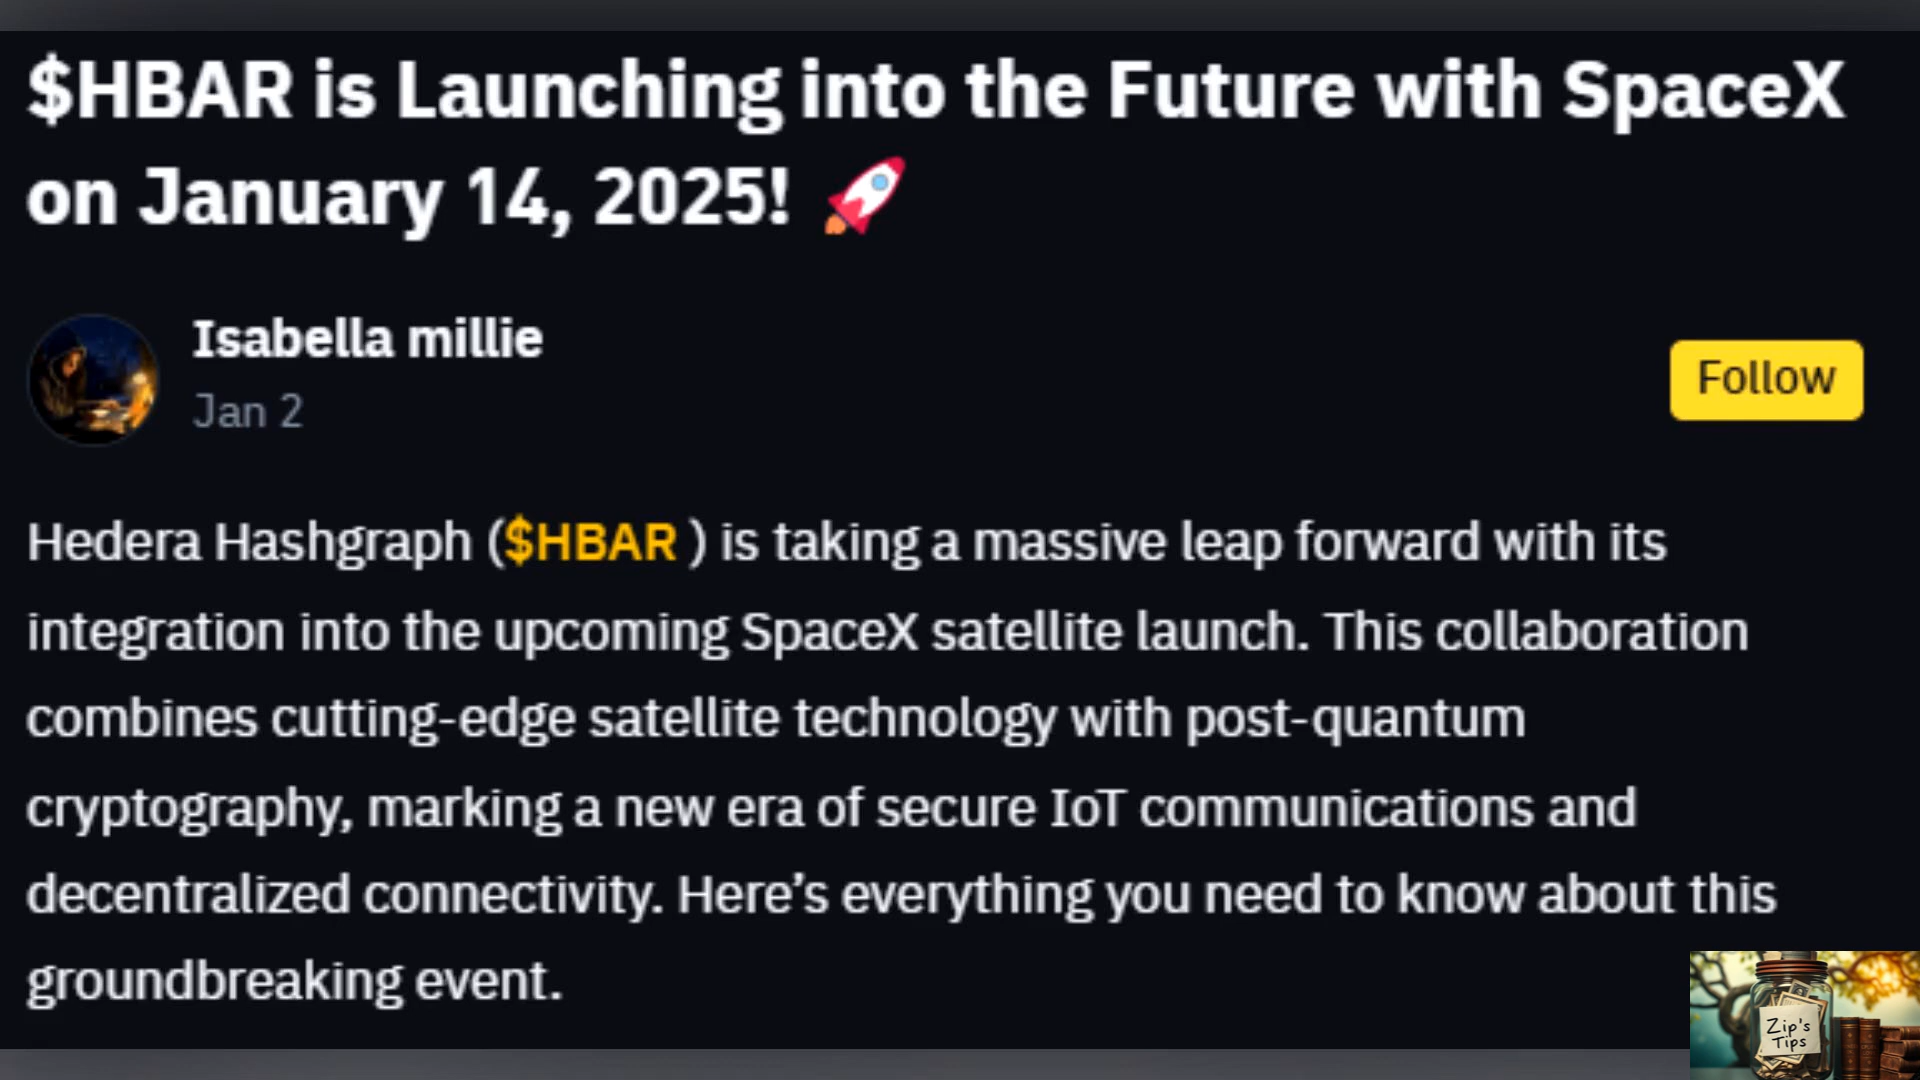 $HBAR is Launching into the Future with SpaceX
on January 14, 2025! 🚀
Isabella millie
Jan 2
Follow
Hedera Hashgraph ($HBAR ) is taking a massive leap forward with its
integration into the upcoming SpaceX satellite launch. This collaboration
combines cutting-edge satellite technology with post-quantum
cryptography, marking a new era of secure IoT communications and
decentralized connectivity. Here’s everything you need to know about this
groundbreaking event.
Zip's
Tips